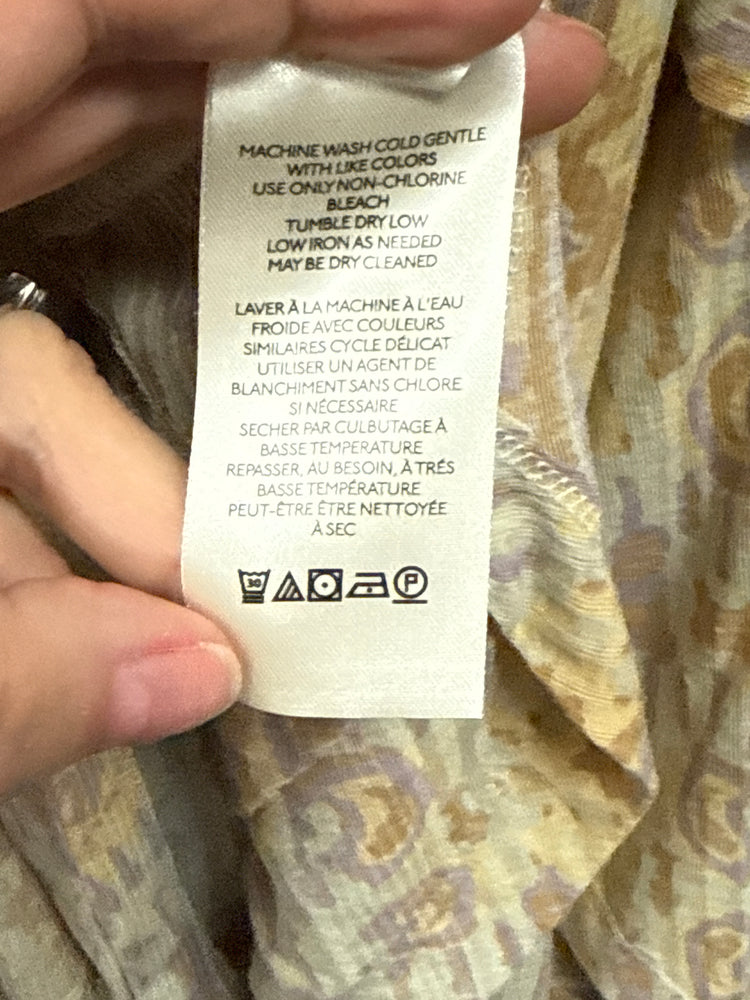 MACHINE WASH COLD GENTLE
WITH LIKE COLORS
USE ONLY NON-CHLORINE
BLEACH
TUMBLE DRY LOW
LOW IRON AS NEEDED
MAY BE DRY CLEANED
LAVER À LA MACHINE À L'EAU
FROIDE AVEC COULEURS
SIMILAIRES CYCLE DÉLICAT
UTILISER UN AGENT DE
BLANCHIMENT SANS CHLORE
SI NÉCESSAIRE
SECHER PAR CULBUTAGE À
BASSE TEMPERATURE
REPASSER, AU BESOIN, À TRÉS
BASSE TEMPÉRATURE
PEUT-ÊTRE ÊTRE NETTOYÉE
À SEC
30 P